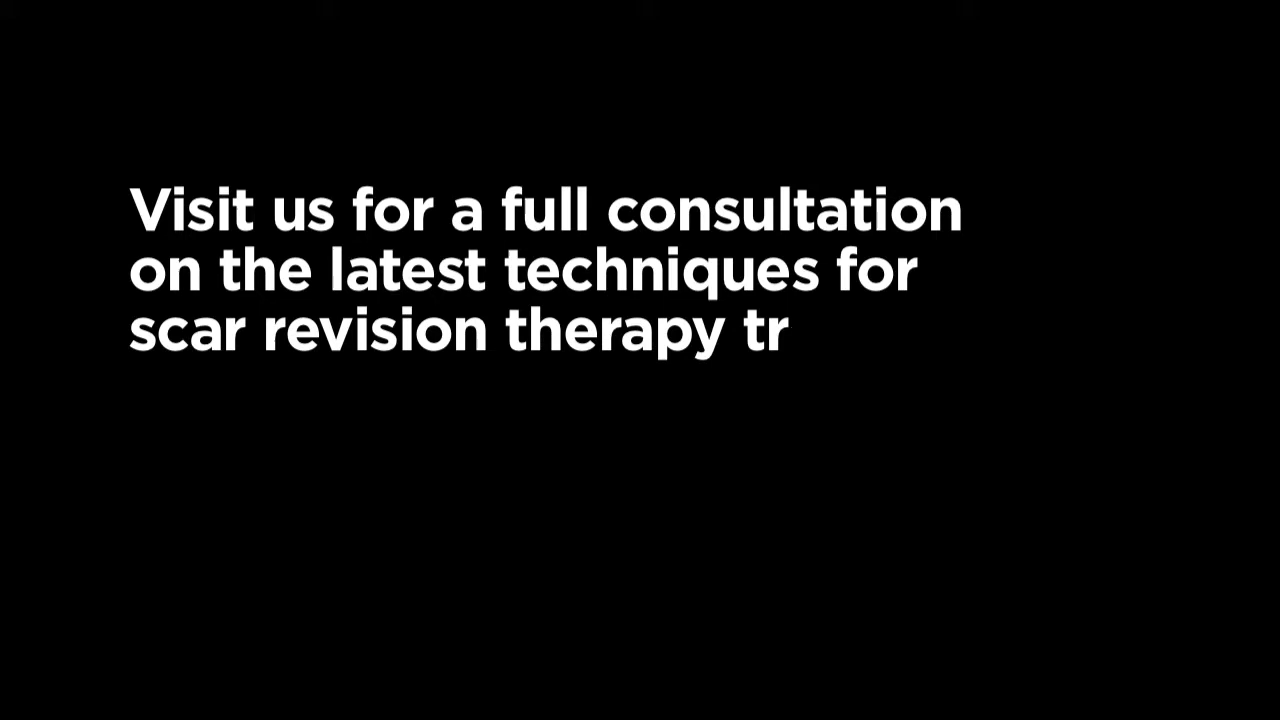 Visit us for a full consultation
on the latest techniques for
scar revision therapy tr